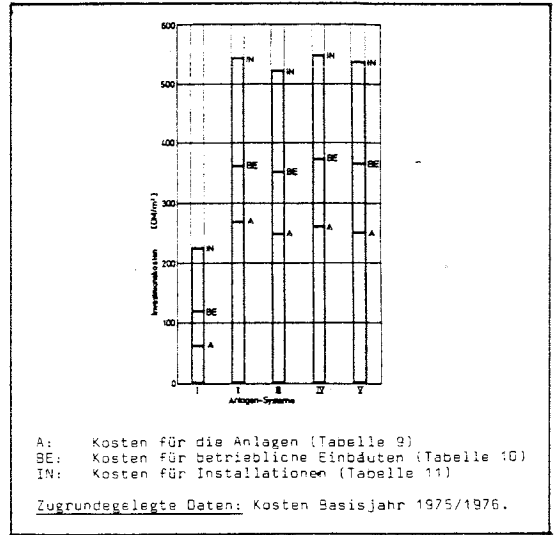 600
500
400
300
200
100
0
Investitionskosten [DM/m²]
IN
BE
A
IN
BE
A
IN
BE
A
IN
BE
A
IN
BE
A
I
II
III
IV
V
Anlagen-Systeme
A: Kosten für die Anlagen (Tabelle 9)
BE: Kosten für betriebliche Einbauten (Tabelle 10)
IN: Kosten für Installationen (Tabelle 11)
Zugrundegelegte Daten: Kosten Basisjahr 1975/1976.